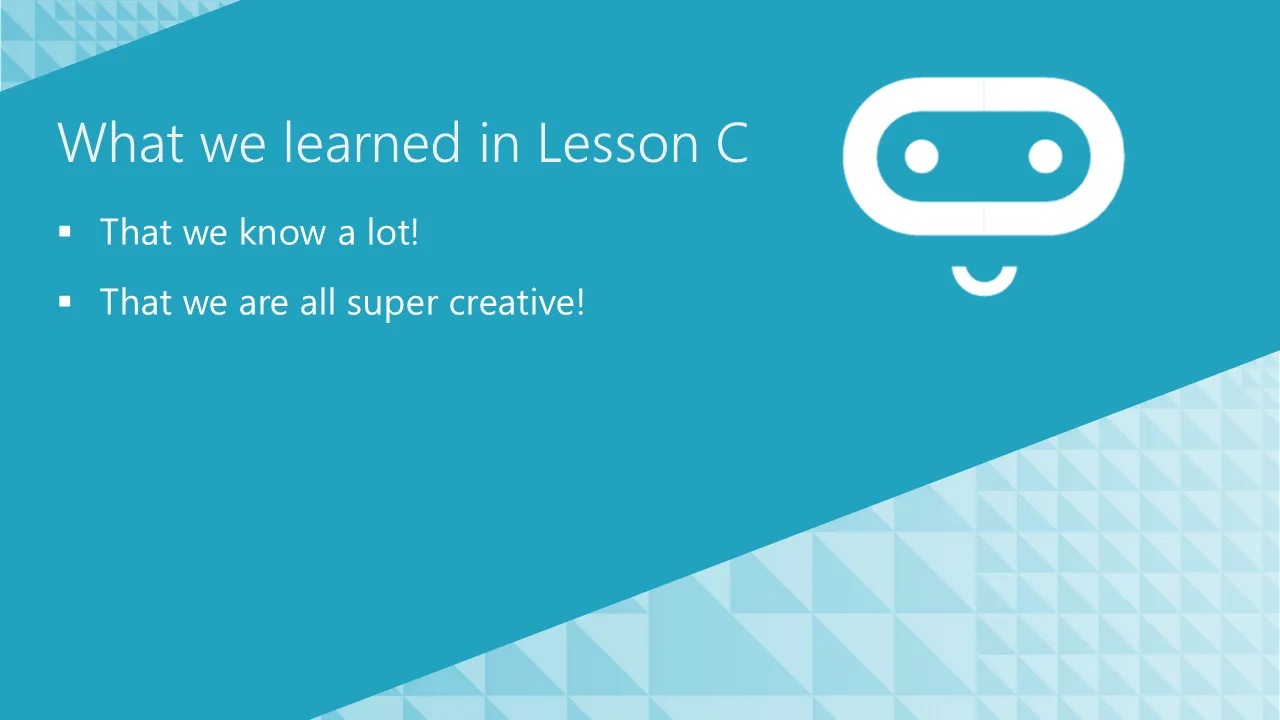 What we learned in Lesson C
▪ That we know a lot!
▪ That we are all super creative!